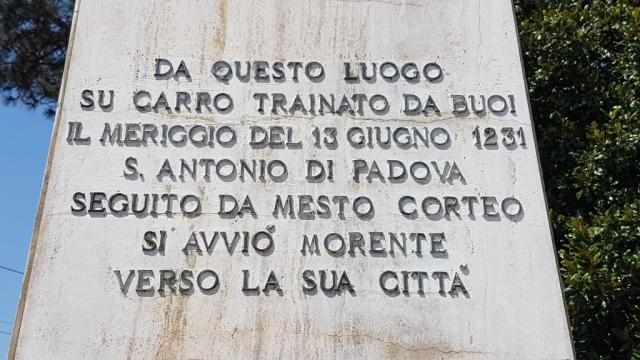 DA QUESTO LUOGO
SU CARRO TRAINATO DA BUOI
IL MERIGGIO DEL 13 GIUGNO 1231
S. ANTONIO DI PADOVA
SEGUITO DA MESTO CORTEO
SI AVVIÒ MORENTE
VERSO LA SUA CITTÀ